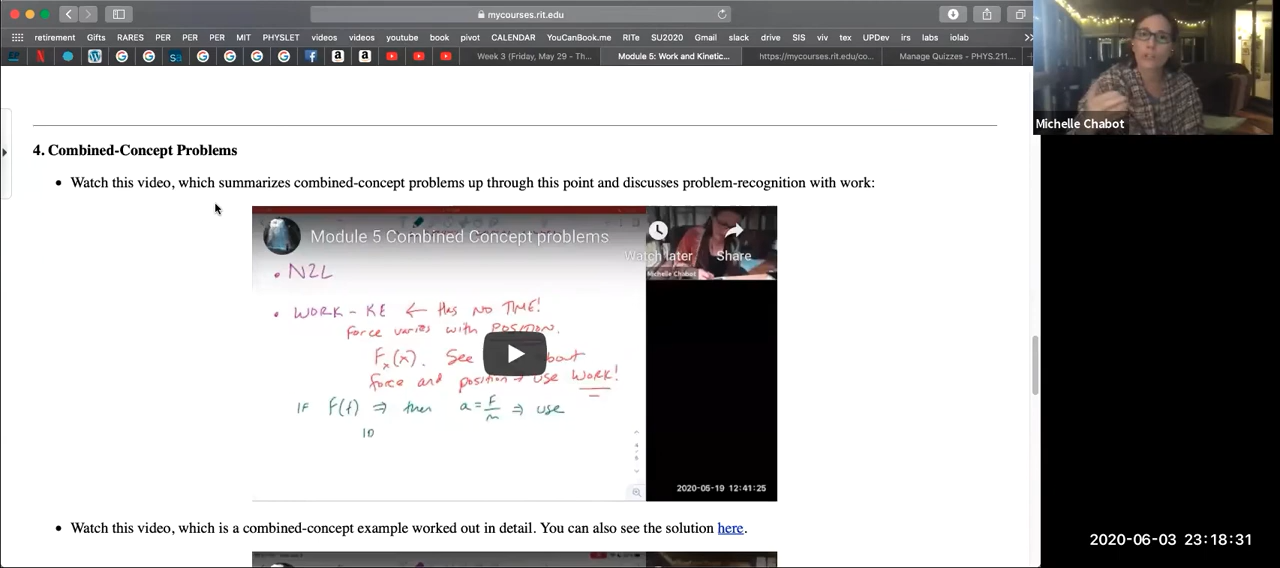 mycourses.rit.edu
retirement Gifts RARES PER PER PER MIT PHYSLET videos videos youtube book pivot CALENDAR YouCanBook.me RITe SU2020 Gmail slack drive SIS viv tex UPDev irs labs iolab
Week 3 (Friday, May 29 - Th... Module 5: Work and Kinetic... https://mycourses.rit.edu/co... Manage Quizzes - PHYS.211....
Michelle Chabot
4. Combined-Concept Problems
• Watch this video, which summarizes combined-concept problems up through this point and discusses problem-recognition with work:
Module 5 Combined Concept problems
Watch later Share
Michelle Chabot
• N2L
• WORK - KE ← Has NO TIME!
Force varies with POSITION.
Fₓ(x). See about
force and position → use WORK!
IF F(t) ⇒ then a = F/m ⇒ use
1D
2020-05-19 12:41:25
• Watch this video, which is a combined-concept example worked out in detail. You can also see the solution here.
2020-06-03 23:18:31